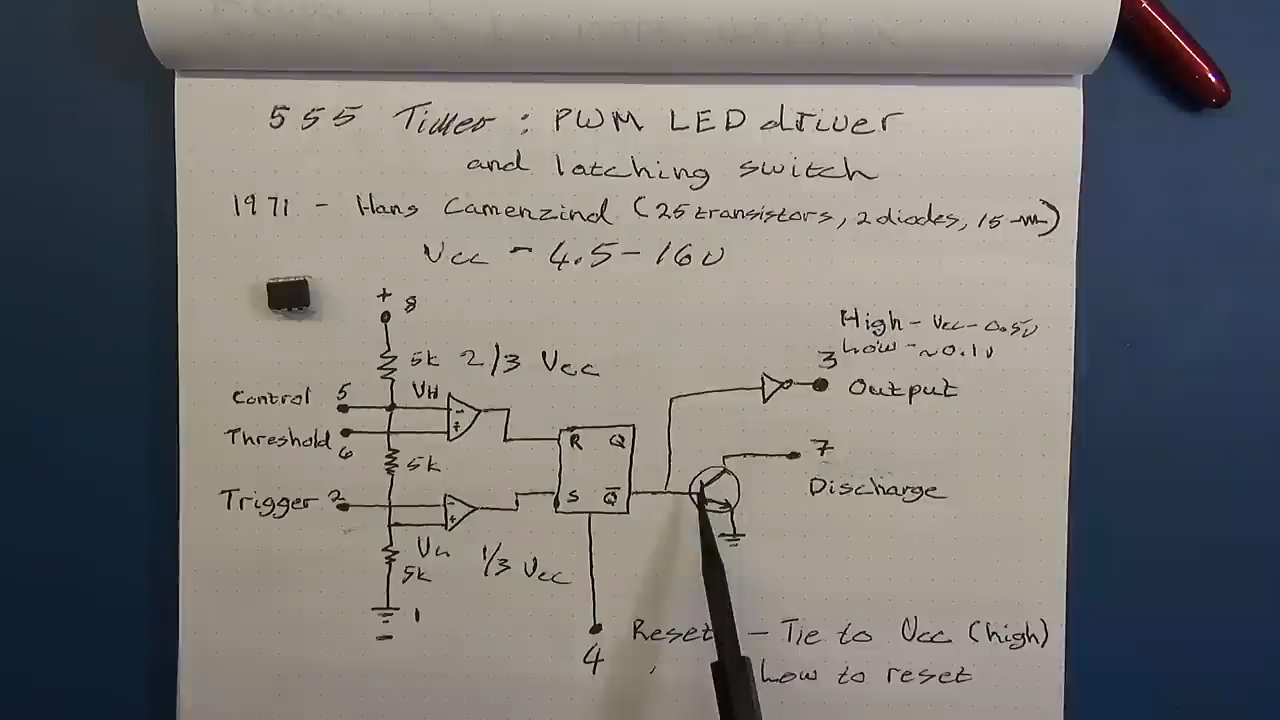 555 Timer : PWM LED driver
and latching switch
1971 - Hans Camenzind (25 transistors, 2 diodes, 15
Vcc - 4.5-16V
+ 8
5k 2/3 Vcc
High - Vcc - 0.5V
Low - ~0.1V
3
Output
Control 5
VH
- +
Threshold 6
R Q
5k
7
Discharge
Trigger 2
- +
S Q̅
VL 1/3 Vcc
5k
1
-
4
Reset - Tie to Vcc (high)
Low to reset